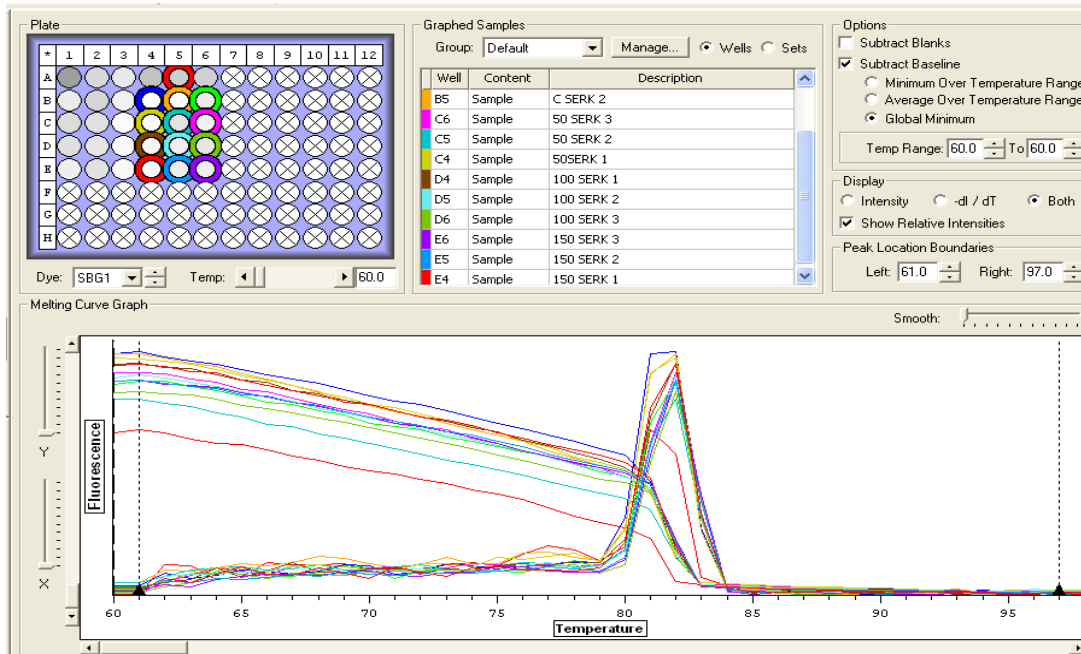 Plate
* 1 2 3 4 5 6 7 8 9 10 11 12
A
B
C
D
E
F
G
H
Dye: SBG1 Temp: 60.0
Graphed Samples
Group: Default Manage... Wells Sets
Well Content Description
B5 Sample C SERK 2
C6 Sample 50 SERK 3
C5 Sample 50 SERK 2
C4 Sample 50SERK 1
D4 Sample 100 SERK 1
D5 Sample 100 SERK 2
D6 Sample 100 SERK 3
E6 Sample 150 SERK 3
E5 Sample 150 SERK 2
E4 Sample 150 SERK 1
Options
Subtract Blanks
Subtract Baseline
Minimum Over Temperature Range
Average Over Temperature Range
Global Minimum
Temp Range: 60.0 To 60.0
Display
Intensity -dI / dT Both
Show Relative Intensities
Peak Location Boundaries
Left: 61.0 Right: 97.0
Melting Curve Graph
Smooth:
Y
X
Fluorescence
60 65 70 75 80 85 90 95
Temperature